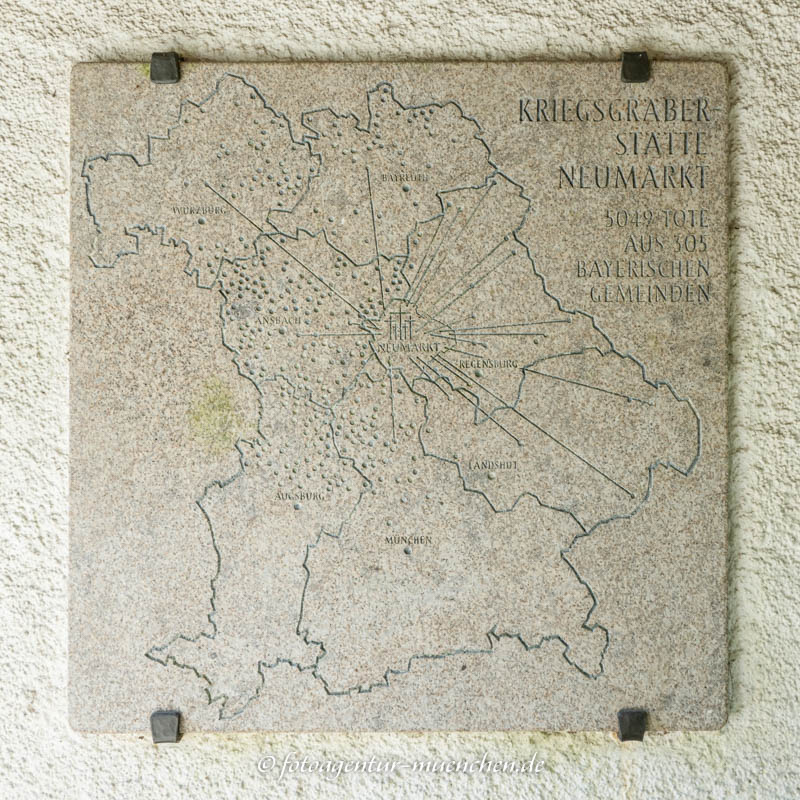 KRIEGSGRÄBER
STÄTTE
NEUMARKT
5049 TOTE
AUS 305
BAYERISCHEN
GEMEINDEN
BAYREUTH
WÜRZBURG
ANSBACH
NEUMARKT
REGENSBURG
LANDSHUT
AUGSBURG
MÜNCHEN
© fotoagentur-muenchen.de